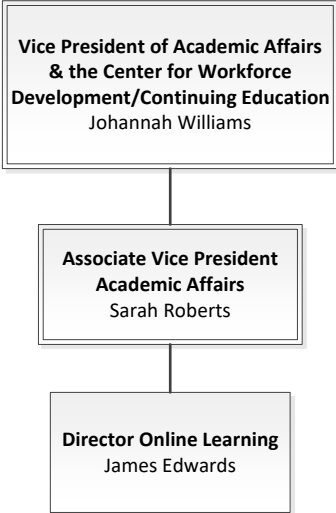 Vice President of Academic Affairs
& the Center for Workforce
Development/Continuing Education
Johannah Williams
Associate Vice President
Academic Affairs
Sarah Roberts
Director Online Learning
James Edwards